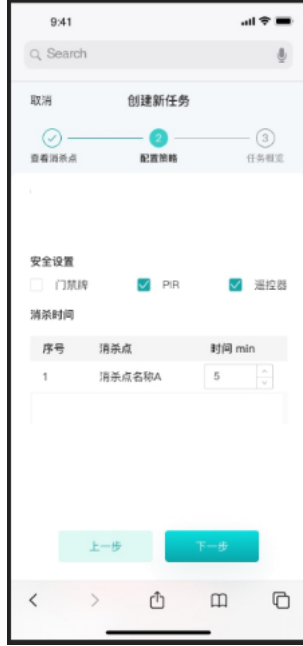 9:41
Search
取消 创建新任务
2 3
查看消杀点 配置策略 任务概览
安全设置
门禁牌 PIR 遥控器
消杀时间
序号 消杀点 时间 min
1 消杀点名称A 5
上一步 下一步